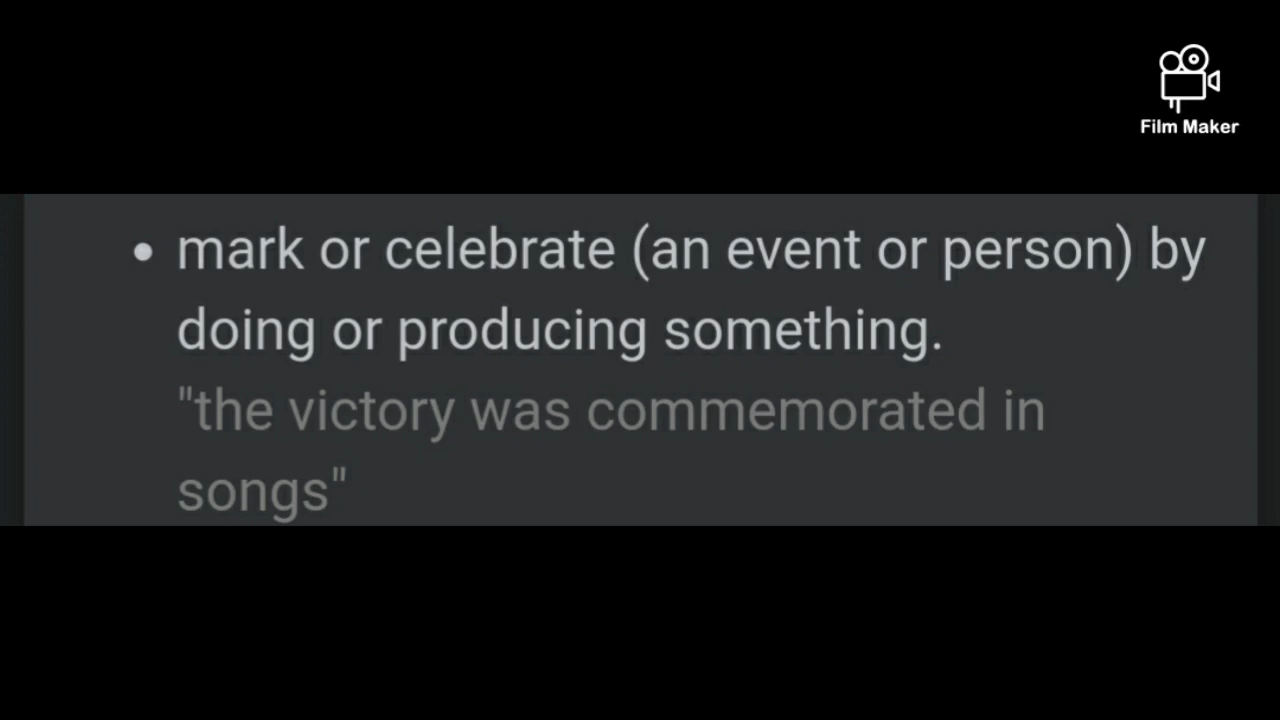 Film Maker
• mark or celebrate (an event or person) by
doing or producing something.
"the victory was commemorated in
songs"